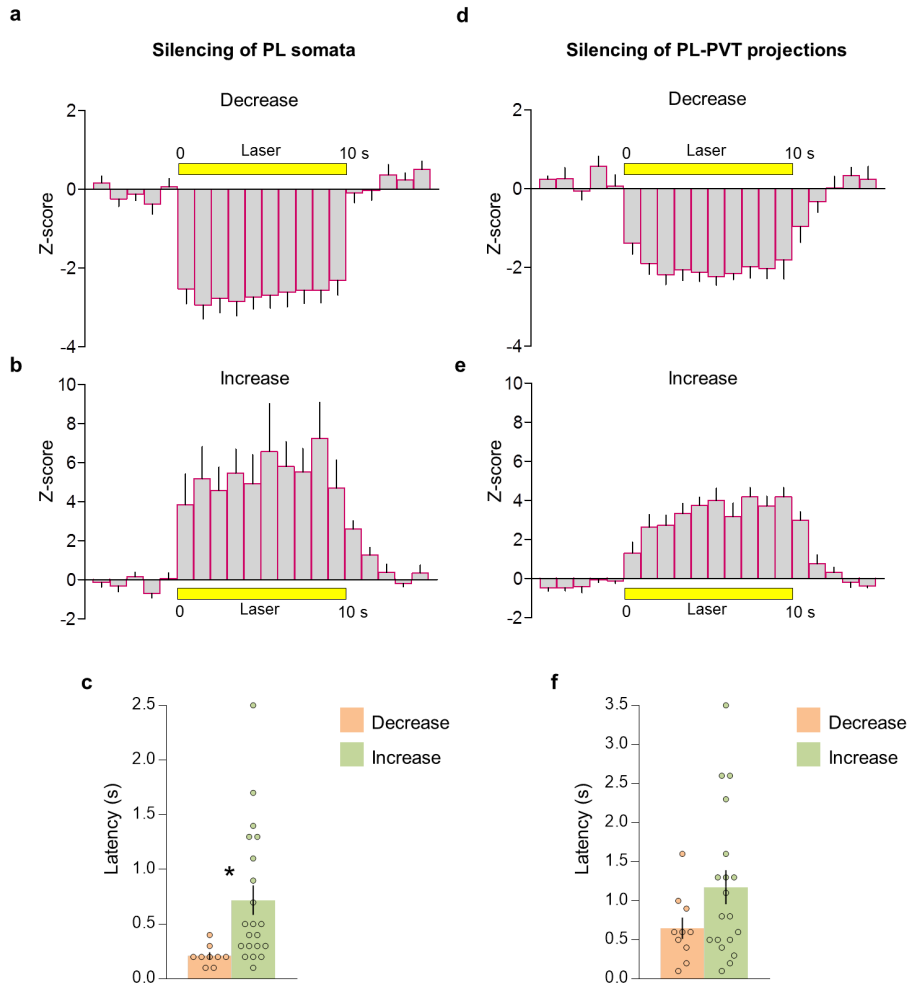 a
Silencing of PL somata
Decrease
2
0
-2
-4
Z-score
0 Laser 10 s
b
Increase
10
8
6
4
2
0
-2
Z-score
0 Laser 10 s
c
2.5
2.0
1.5
1.0
0.5
0.0
Latency (s)
*
Decrease
Increase
d
Silencing of PL-PVT projections
Decrease
2
0
-2
-4
Z-score
0 Laser 10 s
e
Increase
10
8
6
4
2
0
-2
Z-score
0 Laser 10 s
f
3.5
3.0
2.5
2.0
1.5
1.0
0.5
0.0
Latency (s)
Decrease
Increase